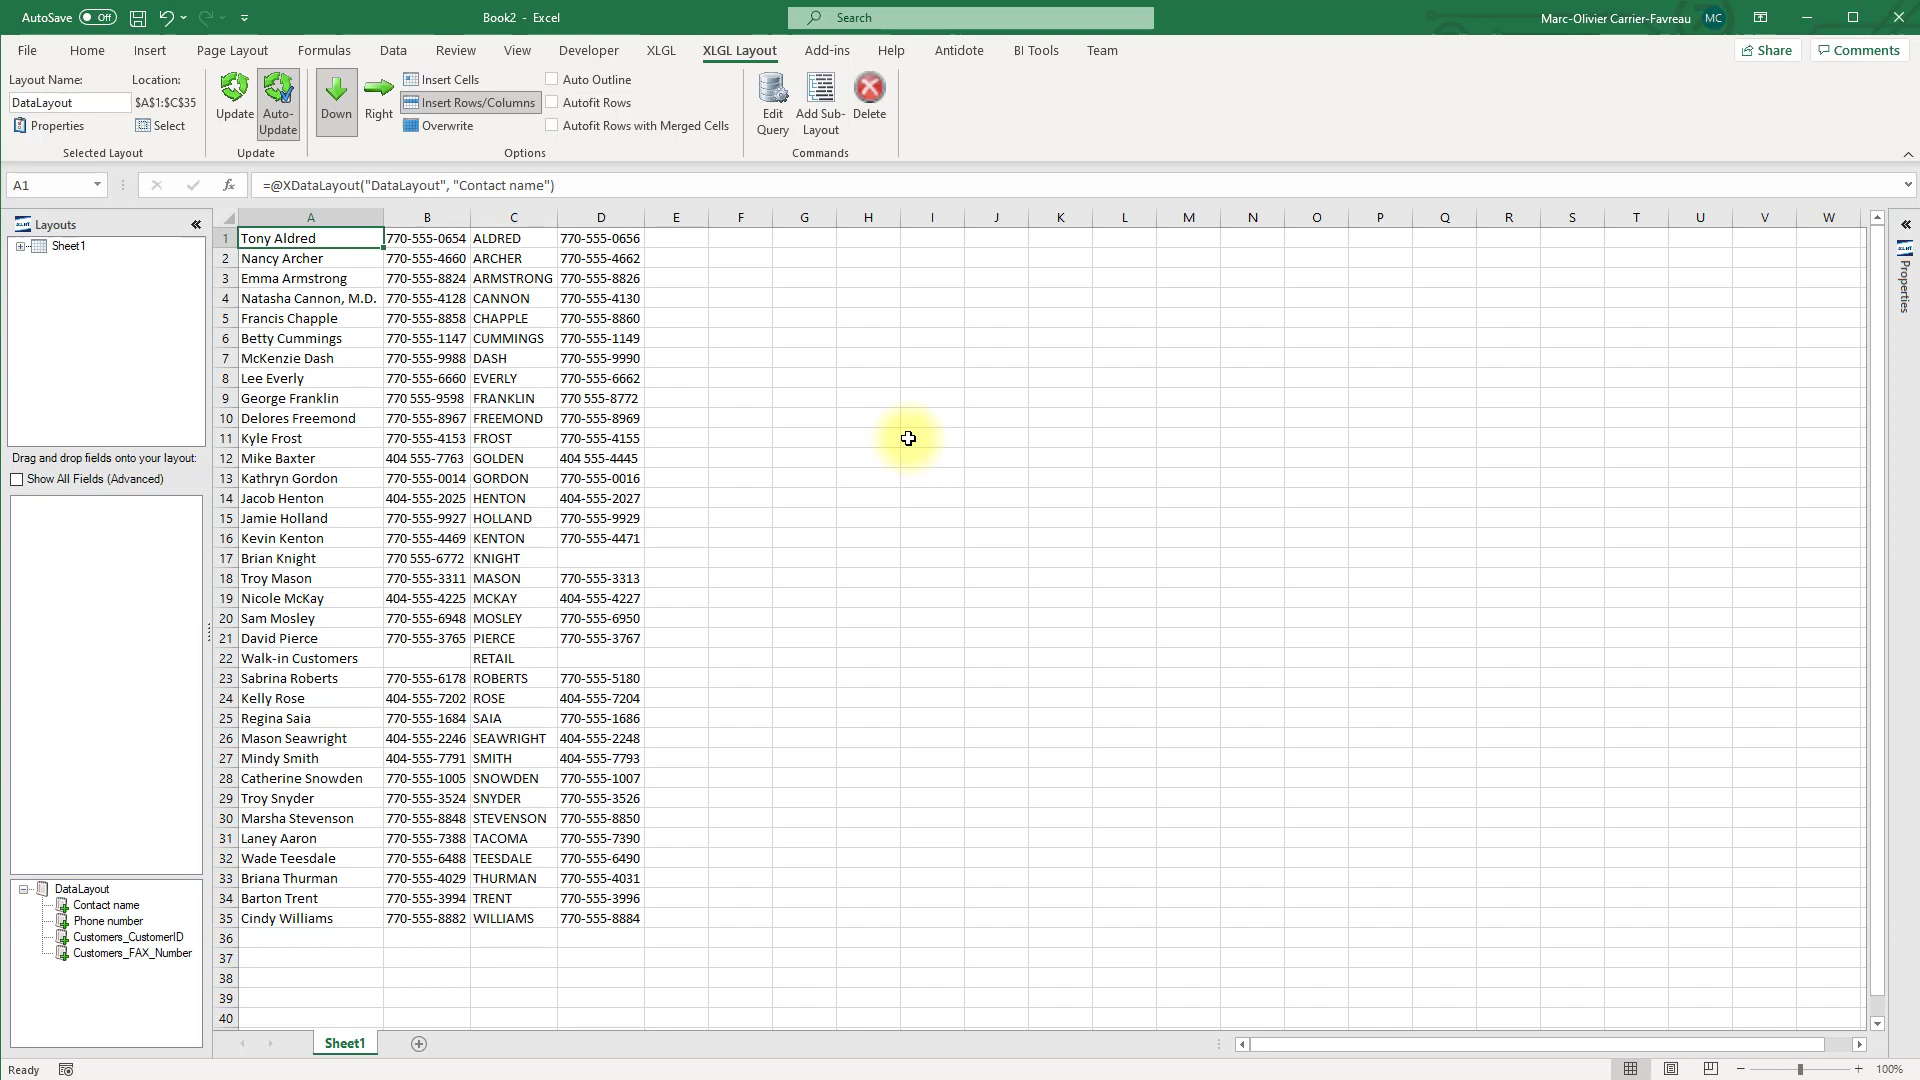 AutoSave Off Book2 - Excel Search Marc-Olivier Carrier-Favreau MC
File Home Insert Page Layout Formulas Data Review View Developer XLGL XLGL Layout Add-ins Help Antidote BI Tools Team Share Comments
Layout Name: Location:
DataLayout $A$1:$C$35
Properties Select
Selected Layout
Update Auto-Update
Update
Down Right
Insert Cells
Insert Rows/Columns
Overwrite
Auto Outline
Autofit Rows
Autofit Rows with Merged Cells
Options
Edit Query Add Sub-Layout Delete
Commands
A1 fx =@XDataLayout("DataLayout", "Contact name")
Layouts
Sheet1
Drag and drop fields onto your layout:
Show All Fields (Advanced)
DataLayout
Contact name
Phone number
Customers_CustomerID
Customers_FAX_Number
A B C D E F G H I J K L M N O P Q R S T U V W
1 Tony Aldred 770-555-0654 ALDRED 770-555-0656
2 Nancy Archer 770-555-4660 ARCHER 770-555-4662
3 Emma Armstrong 770-555-8824 ARMSTRONG 770-555-8826
4 Natasha Cannon, M.D. 770-555-4128 CANNON 770-555-4130
5 Francis Chapple 770-555-8858 CHAPPLE 770-555-8860
6 Betty Cummings 770-555-1147 CUMMINGS 770-555-1149
7 McKenzie Dash 770-555-9988 DASH 770-555-9990
8 Lee Everly 770-555-6660 EVERLY 770-555-6662
9 George Franklin 770 555-9598 FRANKLIN 770 555-8772
10 Delores Freemond 770-555-8967 FREEMOND 770-555-8969
11 Kyle Frost 770-555-4153 FROST 770-555-4155
12 Mike Baxter 404 555-7763 GOLDEN 404 555-4445
13 Kathryn Gordon 770-555-0014 GORDON 770-555-0016
14 Jacob Henton 404-555-2025 HENTON 404-555-2027
15 Jamie Holland 770-555-9927 HOLLAND 770-555-9929
16 Kevin Kenton 770-555-4469 KENTON 770-555-4471
17 Brian Knight 770 555-6772 KNIGHT
18 Troy Mason 770-555-3311 MASON 770-555-3313
19 Nicole McKay 404-555-4225 MCKAY 404-555-4227
20 Sam Mosley 770-555-6948 MOSLEY 770-555-6950
21 David Pierce 770-555-3765 PIERCE 770-555-3767
22 Walk-in Customers RETAIL
23 Sabrina Roberts 770-555-6178 ROBERTS 770-555-5180
24 Kelly Rose 404-555-7202 ROSE 404-555-7204
25 Regina Saia 770-555-1684 SAIA 770-555-1686
26 Mason Seawright 404-555-2246 SEAWRIGHT 404-555-2248
27 Mindy Smith 404-555-7791 SMITH 404-555-7793
28 Catherine Snowden 770-555-1005 SNOWDEN 770-555-1007
29 Troy Snyder 770-555-3524 SNYDER 770-555-3526
30 Marsha Stevenson 770-555-8848 STEVENSON 770-555-8850
31 Laney Aaron 770-555-7388 TACOMA 770-555-7390
32 Wade Teesdale 770-555-6488 TEESDALE 770-555-6490
33 Briana Thurman 770-555-4029 THURMAN 770-555-4031
34 Barton Trent 770-555-3994 TRENT 770-555-3996
35 Cindy Williams 770-555-8882 WILLIAMS 770-555-8884
36
37
38
39
40
Properties
Sheet1
Ready 100%